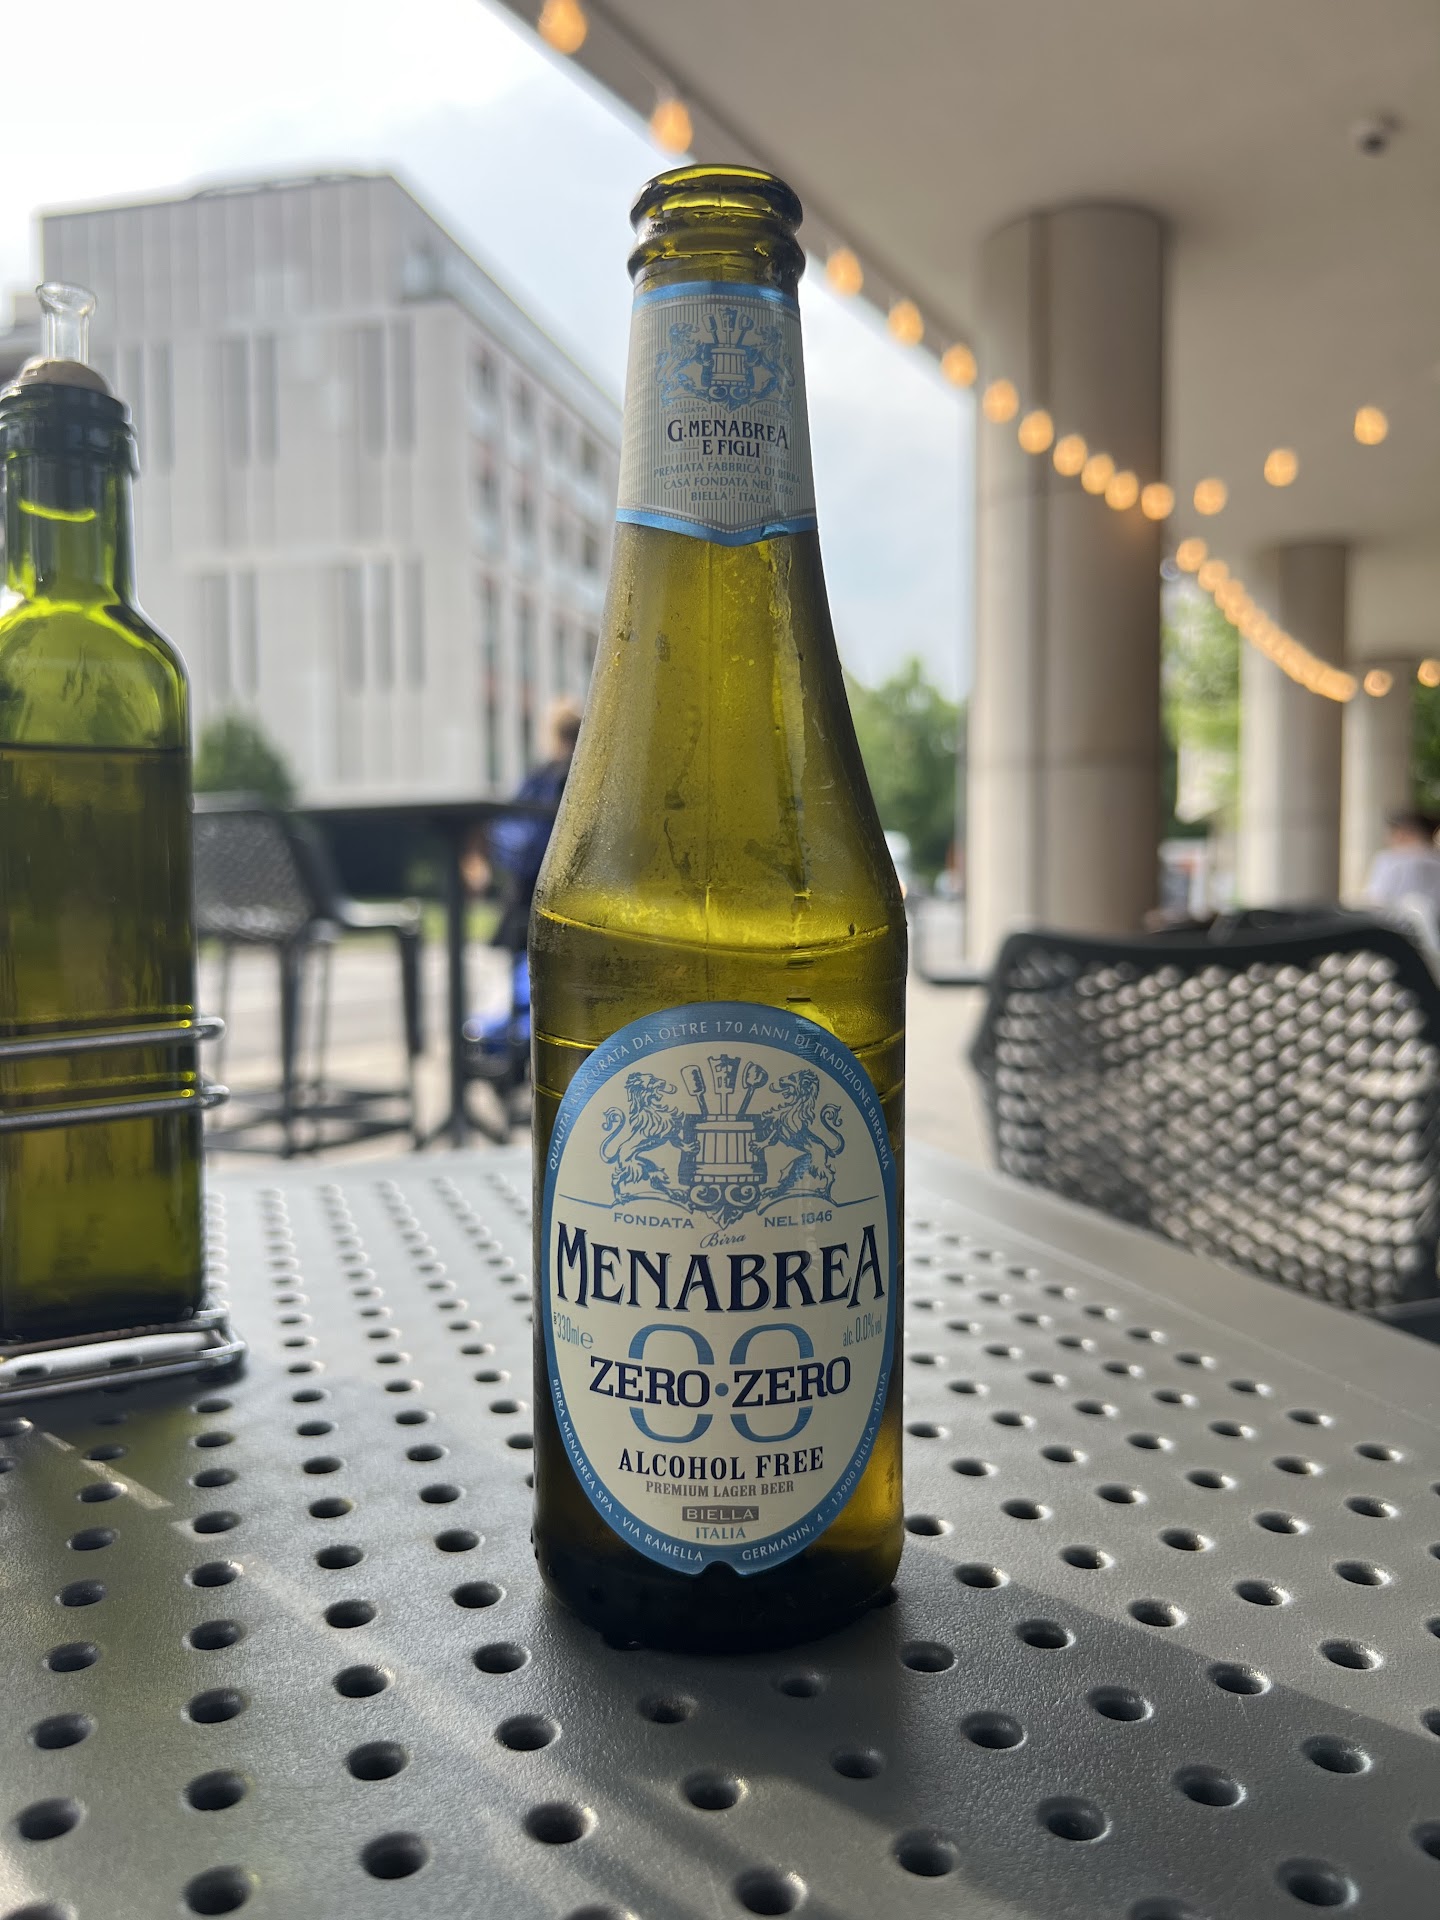 G.MENABREA
E FIGLI
PREMIATA FABBRICA DI BIRRA
CASA FONDATA NEL 1846
BIELLA - ITALIA
QUALITÀ ASSICURATA DA OLTRE 170 ANNI DI TRADIZIONE BIRRARIA
FONDATA NEL 1846
Birra
MENABREA
330ml e alc. 0.0% vol
00
ZERO·ZERO
ALCOHOL FREE
PREMIUM LAGER BEER
BIELLA
ITALIA
BIRRA MENABREA SPA - VIA RAMELLA GERMANIN, 4 - 13900 BIELLA - ITALIA